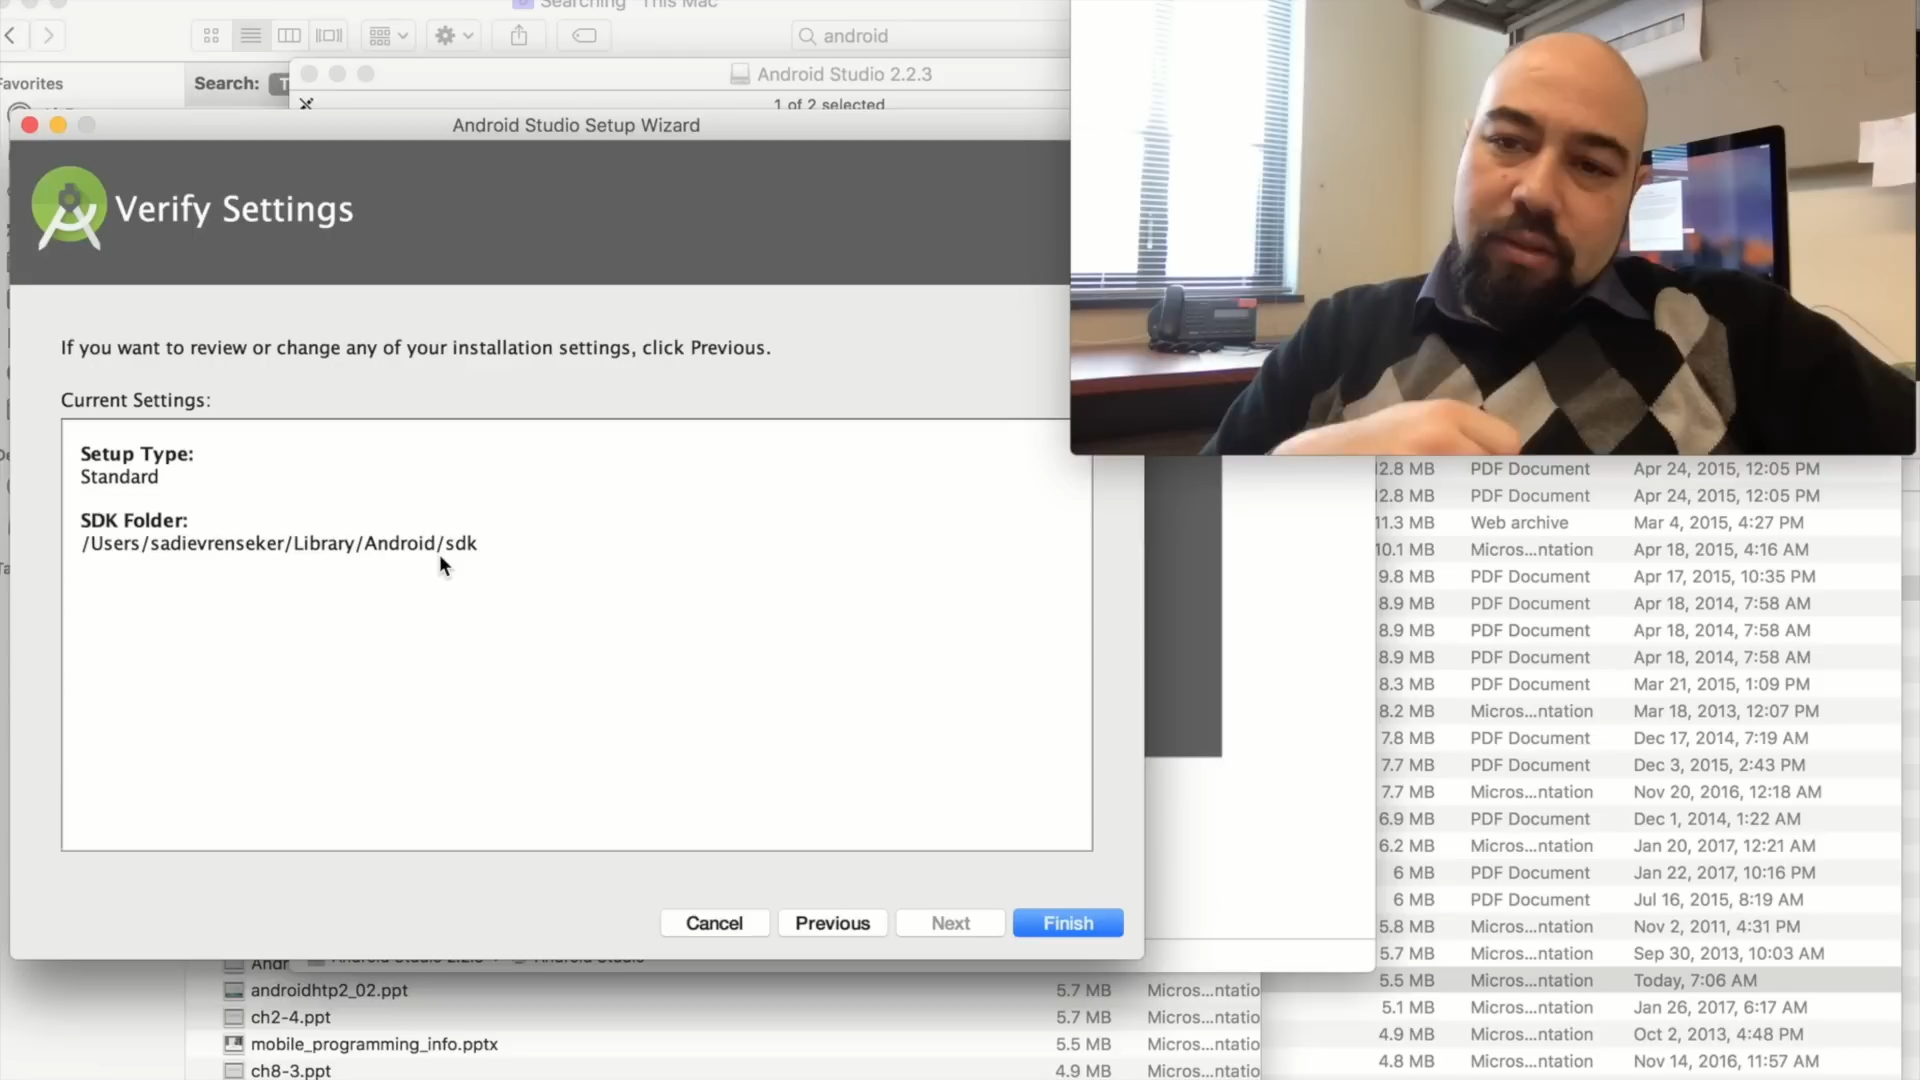 Searching "This Mac"
android
Favorites
Search:
Android Studio 2.2.3
1 of 2 selected
Android Studio Setup Wizard
Verify Settings
If you want to review or change any of your installation settings, click Previous.
Current Settings:
Setup Type:
Standard
SDK Folder:
/Users/sadievrenseker/Library/Android/sdk
Cancel
Previous
Next
Finish
12.8 MB PDF Document Apr 24, 2015, 12:05 PM
12.8 MB PDF Document Apr 24, 2015, 12:05 PM
11.3 MB Web archive Mar 4, 2015, 4:27 PM
10.1 MB Micros...ntation Apr 18, 2015, 4:16 AM
9.8 MB PDF Document Apr 17, 2015, 10:35 PM
8.9 MB PDF Document Apr 18, 2014, 7:58 AM
8.9 MB PDF Document Apr 18, 2014, 7:58 AM
8.9 MB PDF Document Apr 18, 2014, 7:58 AM
8.3 MB PDF Document Mar 21, 2015, 1:09 PM
8.2 MB Micros...ntation Mar 18, 2013, 12:07 PM
7.8 MB PDF Document Dec 17, 2014, 7:19 AM
7.7 MB PDF Document Dec 3, 2015, 2:43 PM
7.7 MB Micros...ntation Nov 20, 2016, 12:18 AM
6.9 MB PDF Document Dec 1, 2014, 1:22 AM
6.2 MB Micros...ntation Jan 20, 2017, 12:21 AM
6 MB PDF Document Jan 22, 2017, 10:16 PM
6 MB PDF Document Jul 16, 2015, 8:19 AM
5.8 MB Micros...ntation Nov 2, 2011, 4:31 PM
5.7 MB Micros...ntation Sep 30, 2013, 10:03 AM
5.5 MB Micros...ntation Today, 7:06 AM
5.1 MB Micros...ntation Jan 26, 2017, 6:17 AM
4.9 MB Micros...ntation Oct 2, 2013, 4:48 PM
4.8 MB Micros...ntation Nov 14, 2016, 11:57 AM
Andr
androidhtp2_02.ppt 5.7 MB Micros...ntatio
ch2-4.ppt 5.7 MB Micros...ntatio
mobile_programming_info.pptx 5.5 MB Micros...ntatio
ch8-3.ppt 4.9 MB Micros...ntatio